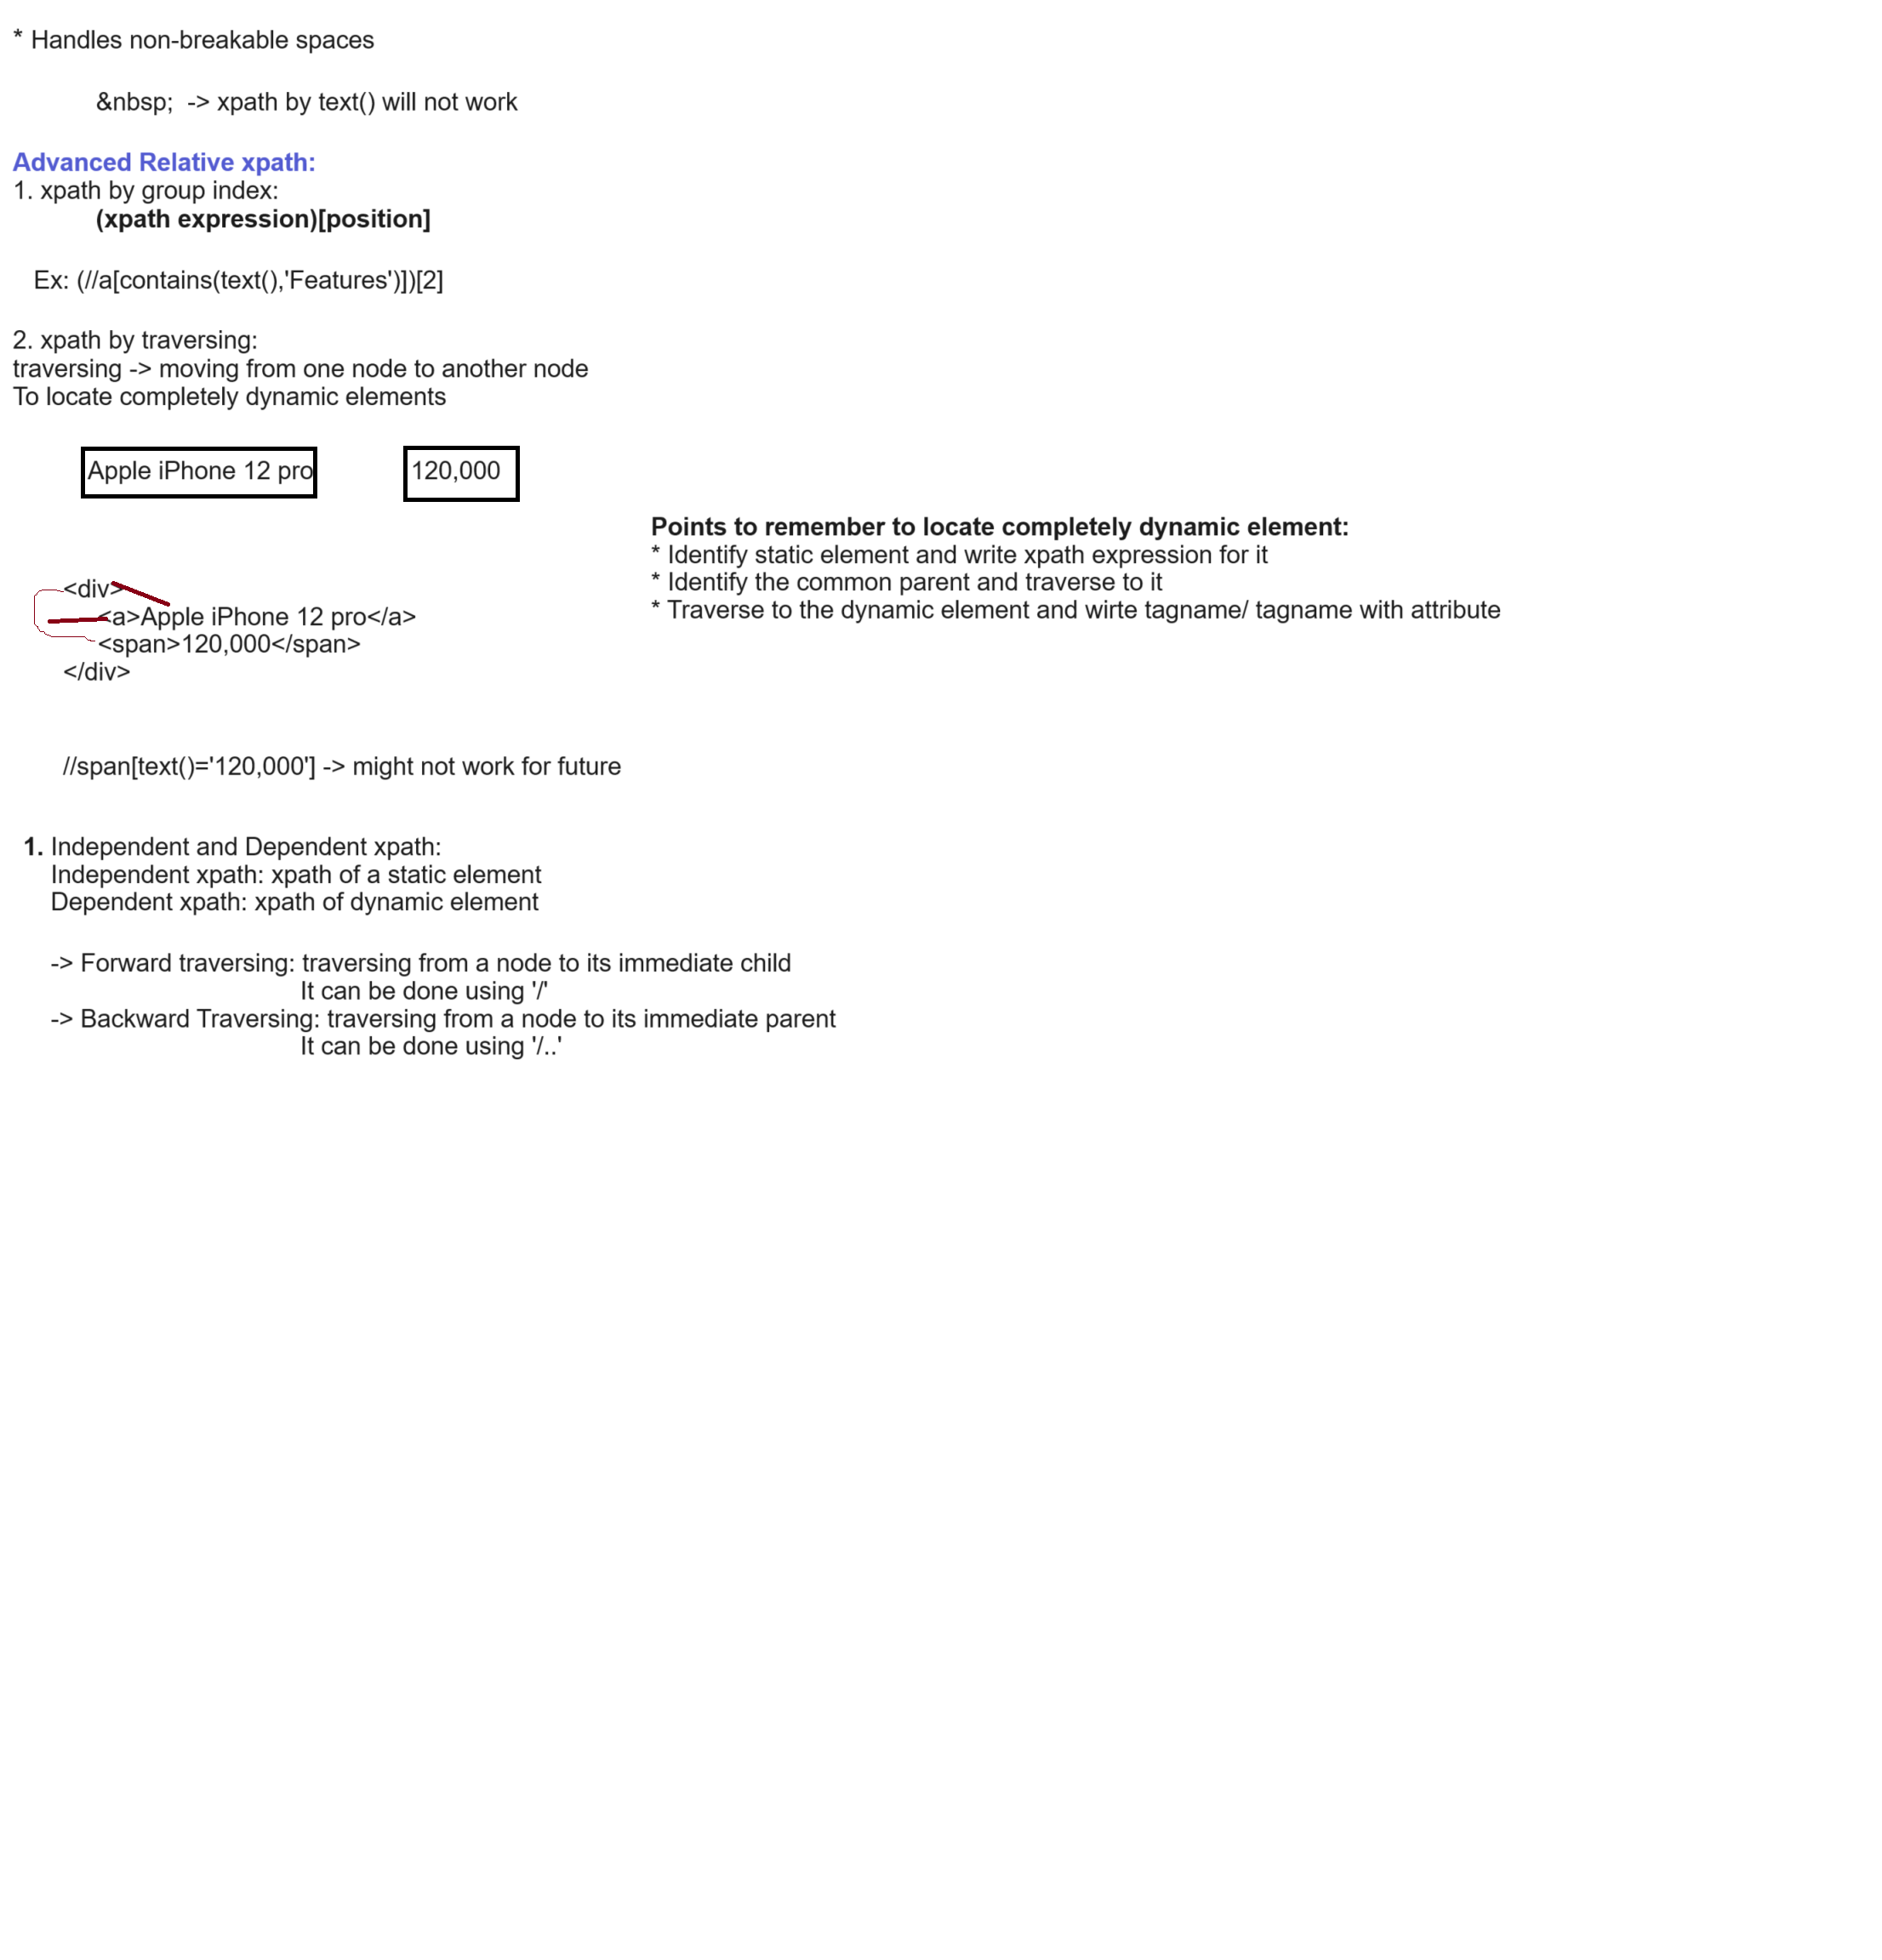 * Handles non-breakable spaces
&nbsp;  -> xpath by text() will not work
Advanced Relative xpath:
1. xpath by group index:
(xpath expression)[position]
Ex: (//a[contains(text(),'Features')])[2]
2. xpath by traversing:
traversing -> moving from one node to another node
To locate completely dynamic elements
Apple iPhone 12 pro
120,000
Points to remember to locate completely dynamic element:
* Identify static element and write xpath expression for it
* Identify the common parent and traverse to it
* Traverse to the dynamic element and wirte tagname/ tagname with attribute
<div>
<a>Apple iPhone 12 pro</a>
<span>120,000</span>
</div>
//span[text()='120,000'] -> might not work for future
1. Independent and Dependent xpath:
Independent xpath: xpath of a static element
Dependent xpath: xpath of dynamic element
-> Forward traversing: traversing from a node to its immediate child
It can be done using '/'
-> Backward Traversing: traversing from a node to its immediate parent
It can be done using '/..'